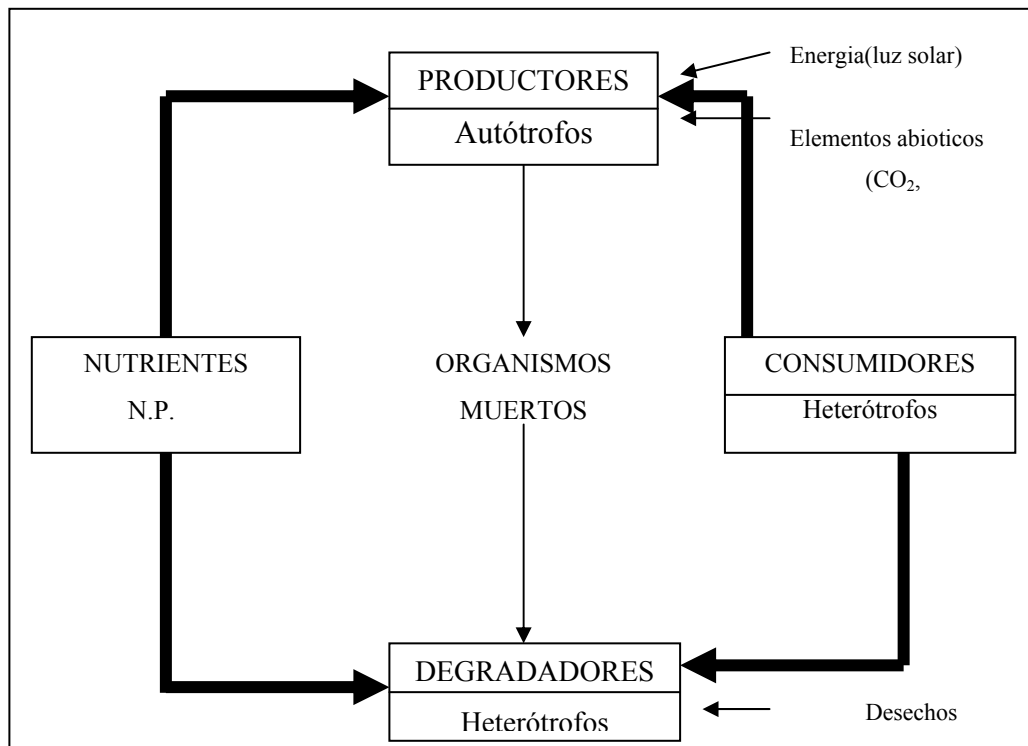 PRODUCTORES
Autótrofos
Energia(luz solar)
Elementos abioticos
(CO₂,
NUTRIENTES
N.P.
ORGANISMOS
MUERTOS
CONSUMIDORES
Heterótrofos
DEGRADADORES
Heterótrofos
Desechos